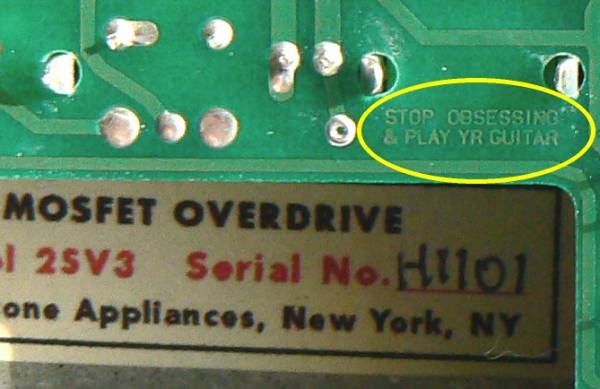 STOP OBSESSING
& PLAY YR GUITAR
MOSFET OVERDRIVE
2SV3 Serial No. H1101
Appliances, New York, NY